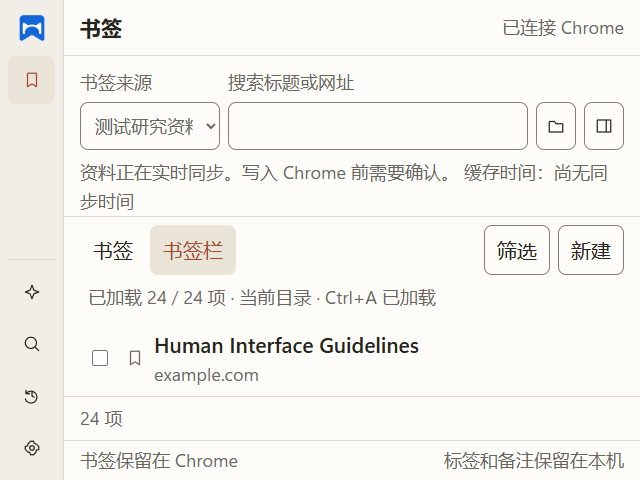 书签
已连接 Chrome
书签来源
搜索标题或网址
测试研究资料
资料正在实时同步。写入 Chrome 前需要确认。 缓存时间：尚无同
步时间
书签
书签栏
筛选
新建
已加载 24 / 24 项 · 当前目录 · Ctrl+A 已加载
Human Interface Guidelines
example.com
24 项
书签保留在 Chrome
标签和备注保留在本机